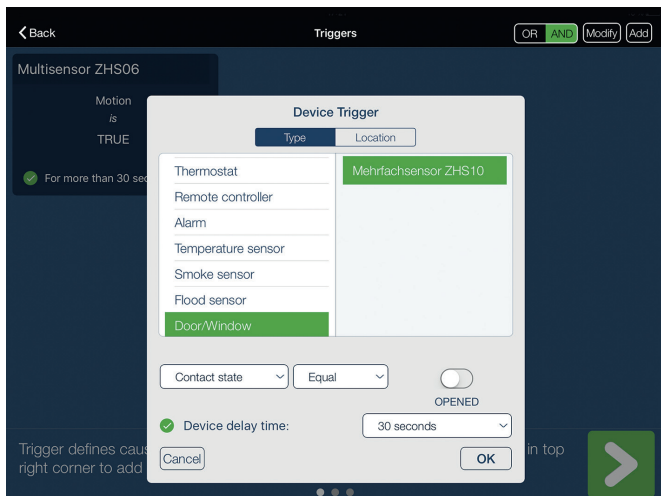 Back
Triggers
OR AND Modify Add
Multisensor ZHS06
Motion
is
TRUE
For more than 30 sec
Device Trigger
Type Location
Thermostat
Remote controller
Alarm
Temperature sensor
Smoke sensor
Flood sensor
Door/Window
Mehrfachsensor ZHS10
Contact state Equal
OPENED
Device delay time: 30 seconds
Cancel OK
Trigger defines in top
right corner to add